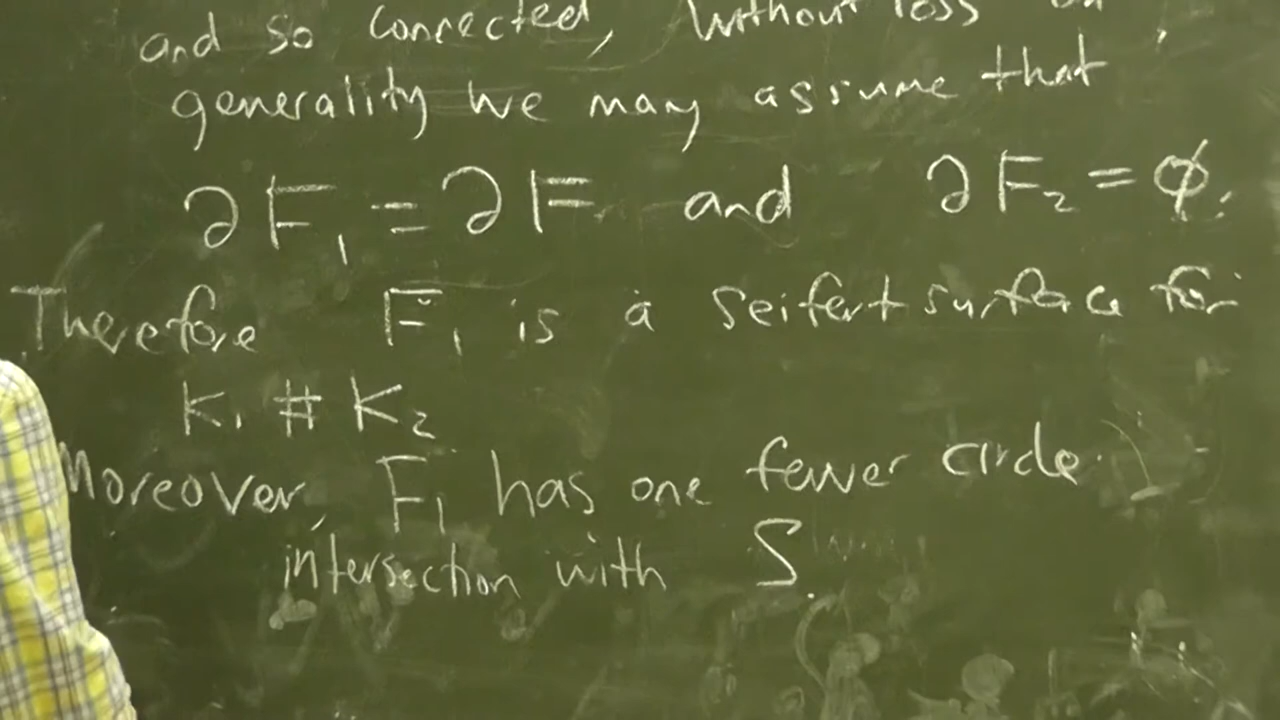 and so connected, Without loss
generality we may assume that
∂F₁ = ∂F and ∂F₂ = ϕ.
Therefore F₁ is a seifert surface for
K₁ # K₂
Moreover, F₁ has one fewer circle
intersection with S.